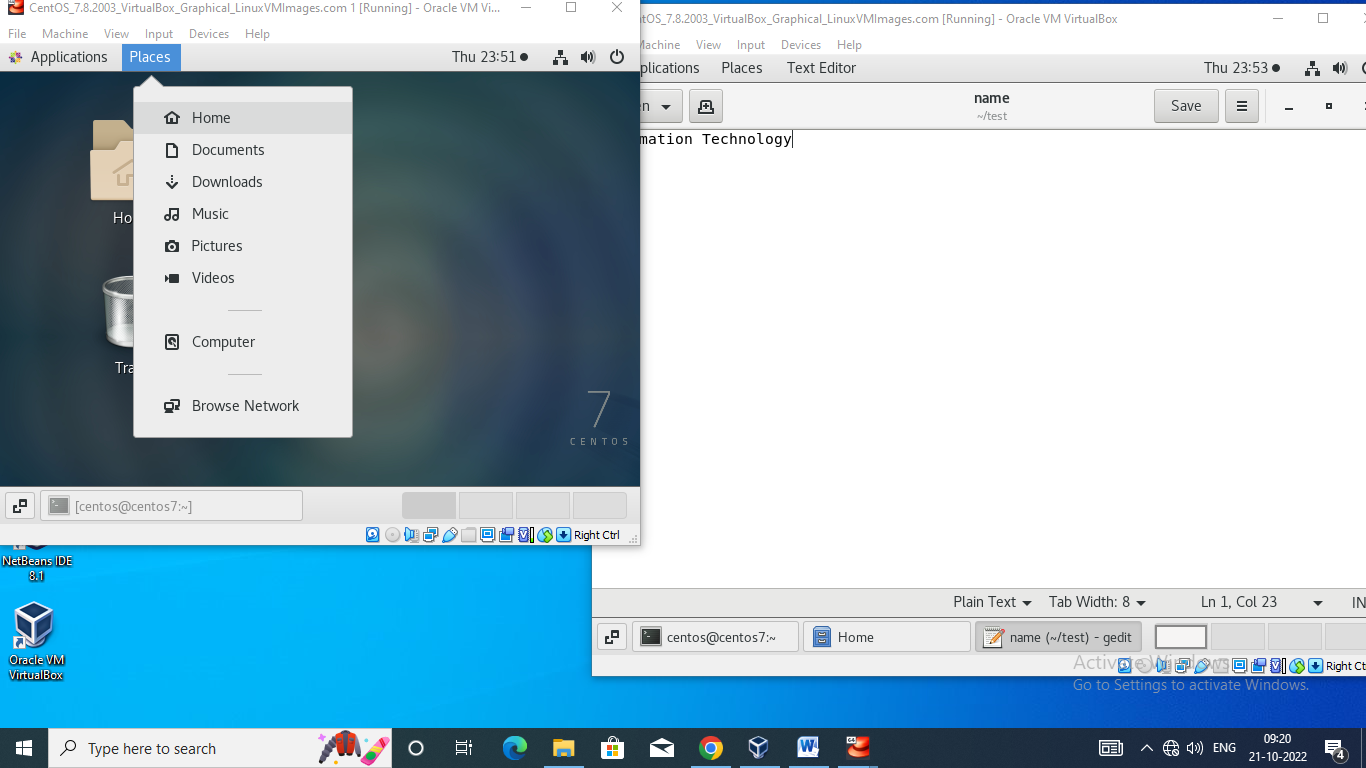 CentOS_7.8.2003_VirtualBox_Graphical_LinuxVMImages.com 1 [Running] - Oracle VM Vi...
File Machine View Input Devices Help
Applications Places Thu 23:51
Home
Documents
Downloads
Music
Pictures
Videos
Computer
Browse Network
7
CENTOS
[centos@centos7:~]
Right Ctrl
tOS_7.8.2003_VirtualBox_Graphical_LinuxVMImages.com [Running] - Oracle VM VirtualBox
Machine View Input Devices Help
plications Places Text Editor Thu 23:53
en
name
~/test
Save
mation Technology
Plain Text Tab Width: 8 Ln 1, Col 23 IN
centos@centos7:~ Home name (~/test) - gedit
Right Ct
Activate Windows
Go to Settings to activate Windows.
Ho
Tra
NetBeans IDE
8.1
Oracle VM
VirtualBox
Type here to search
ENG
09:20
21-10-2022
4